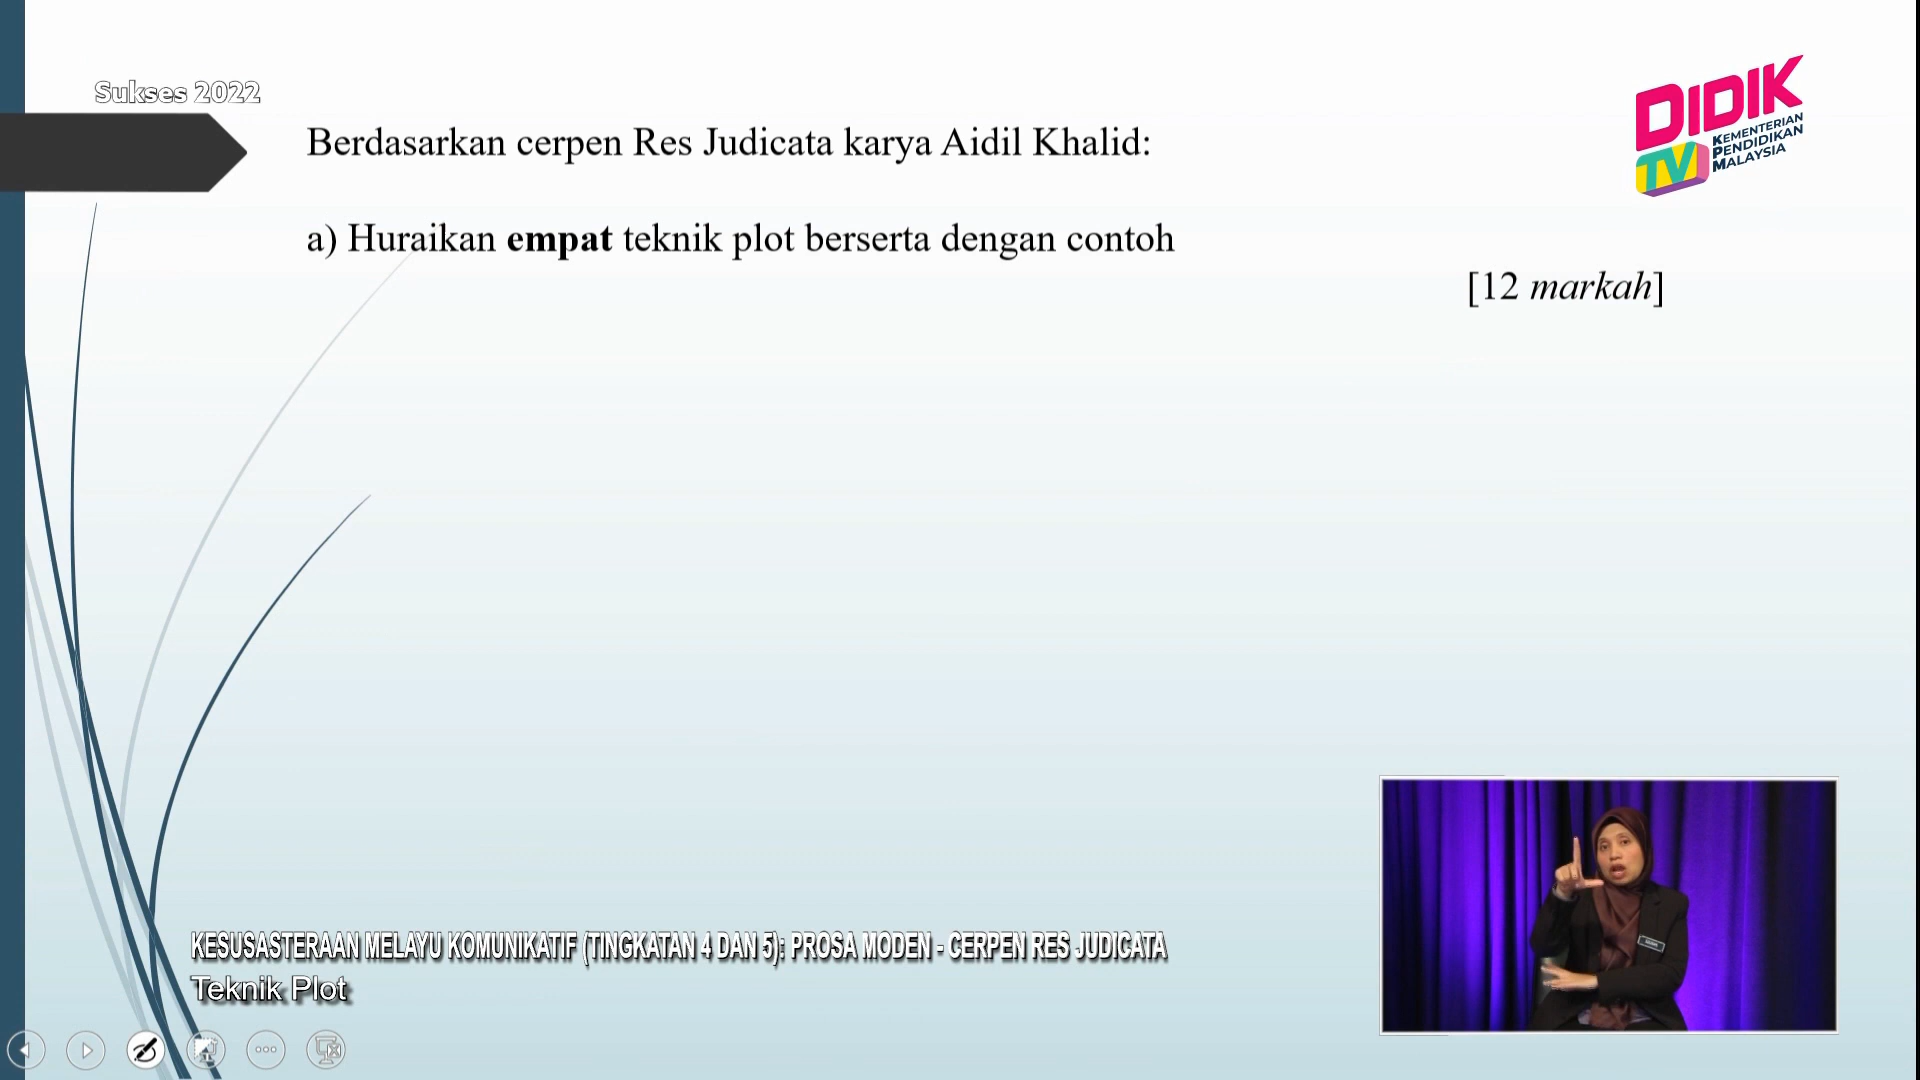 Sukses 2022
DIDIK
TV
KEMENTERIAN
PENDIDIKAN
MALAYSIA
Berdasarkan cerpen Res Judicata karya Aidil Khalid:
a) Huraikan empat teknik plot berserta dengan contoh
[12 markah]
KESUSASTERAAN MELAYU KOMUNIKATIF (TINGKATAN 4 DAN 5): PROSA MODEN - CERPEN RES JUDICATA
Teknik Plot